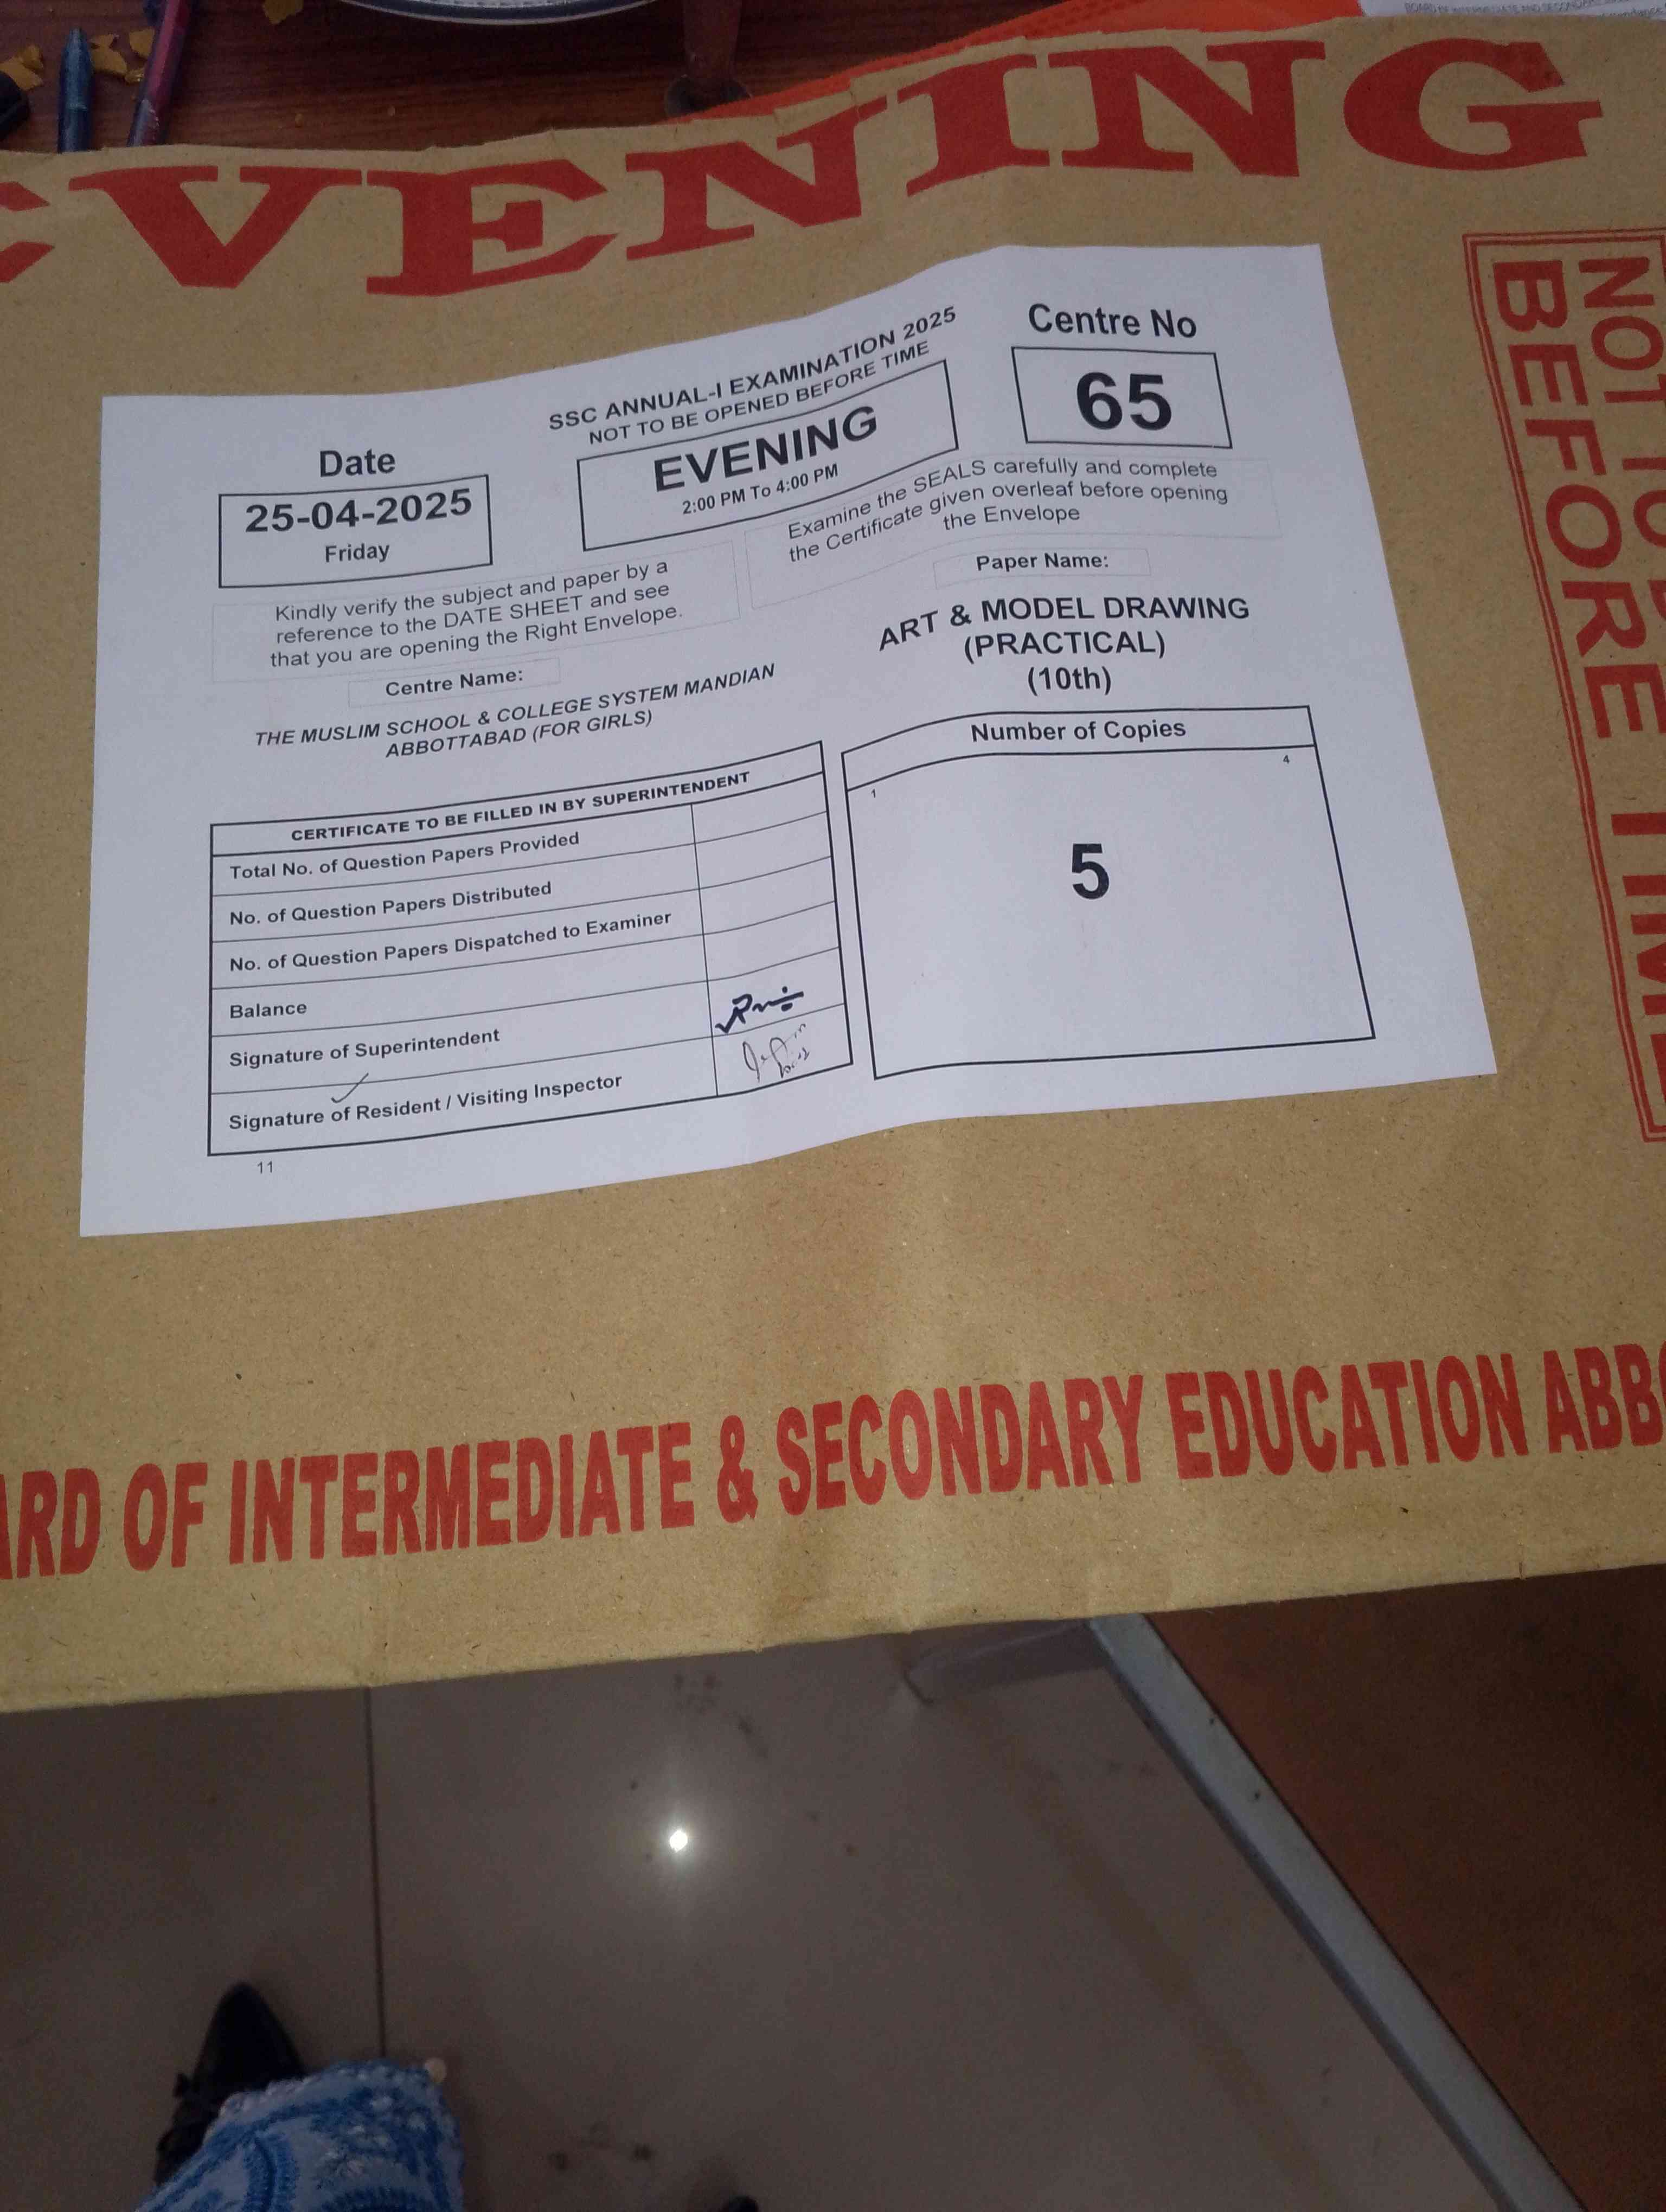 EVENING
NOT TO BE
BEFORE TIME
SSC ANNUAL-I EXAMINATION 2025
NOT TO BE OPENED BEFORE TIME
Centre No
65
EVENING
2:00 PM To 4:00 PM
Date
25-04-2025
Friday
Examine the SEALS carefully and complete
the Certificate given overleaf before opening
the Envelope
Kindly verify the subject and paper by a
reference to the DATE SHEET and see
that you are opening the Right Envelope.
Paper Name:
ART & MODEL DRAWING
(PRACTICAL)
(10th)
Centre Name:
THE MUSLIM SCHOOL & COLLEGE SYSTEM MANDIAN
ABBOTTABAD (FOR GIRLS)
CERTIFICATE TO BE FILLED IN BY SUPERINTENDENT
Total No. of Question Papers Provided
No. of Question Papers Distributed
No. of Question Papers Dispatched to Examiner
Balance
Signature of Superintendent
Signature of Resident / Visiting Inspector
11
Number of Copies
1
4
5
ARD OF INTERMEDIATE & SECONDARY EDUCATION ABB